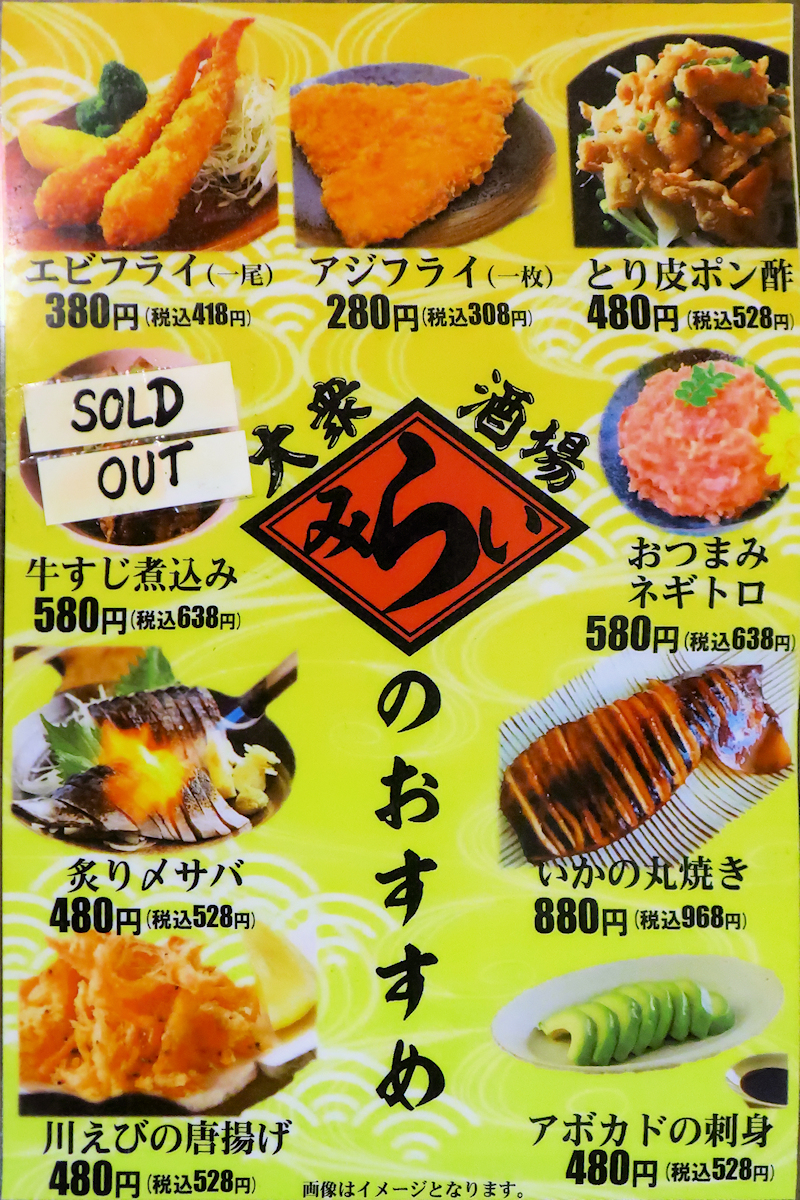 エビフライ(一尾)
380円(税込418円)
アジフライ(一枚)
280円(税込308円)
とり皮ポン酢
480円(税込528円)
SOLD
OUT
牛すじ煮込み
580円(税込638円)
大衆 酒場
みらい
のおすすめ
おつまみ
ネギトロ
580円(税込638円)
炙り〆サバ
480円(税込528円)
いかの丸焼き
880円(税込968円)
川えびの唐揚げ
480円(税込528円)
アボカドの刺身
480円(税込528円)
画像はイメージとなります。